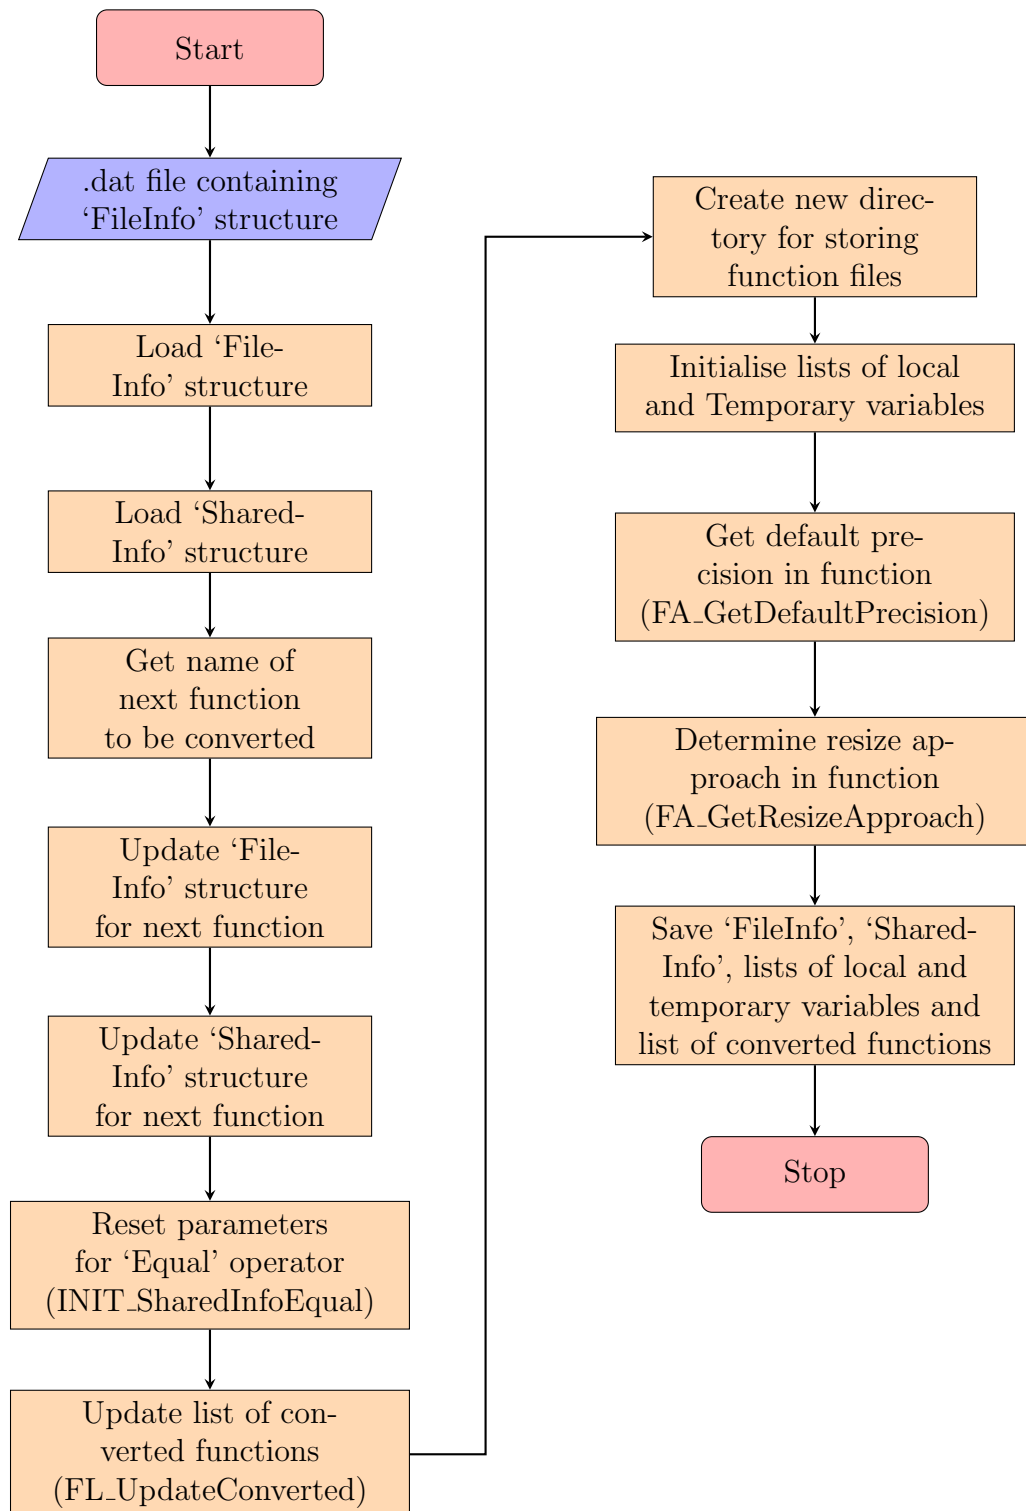 Start
.dat file containing
‘FileInfo’ structure
Load ‘File-
Info’ structure
Load ‘Shared-
Info’ structure
Get name of
next function
to be converted
Update ‘File-
Info’ structure
for next function
Update ‘Shared-
Info’ structure
for next function
Reset parameters
for ‘Equal’ operator
(INIT_SharedInfoEqual)
Update list of con-
verted functions
(FL_UpdateConverted)
Create new direc-
tory for storing
function files
Initialise lists of local
and Temporary variables
Get default pre-
cision in function
(FA_GetDefaultPrecision)
Determine resize ap-
proach in function
(FA_GetResizeApproach)
Save ‘FileInfo’, ‘Shared-
Info’, lists of local and
temporary variables and
list of converted functions
Stop